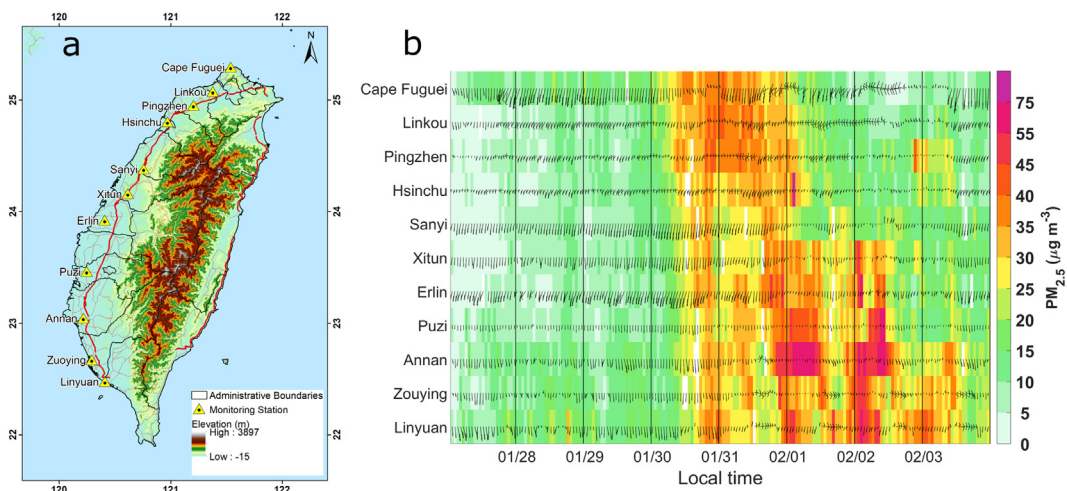 a
120
121
122
N
Cape Fuguei
Linkou
25
Pingzhen
25
Hsinchu
Sanyi
Xitun
24
24
Erlin
Puzi
Annan
23
23
Zuoying
Linyuan
Administrative Boundaries
Monitoring Station
Elevation (m)
High : 3897
Low : -15
22
22
120
121
122
b
Cape Fuguei
Linkou
Pingzhen
Hsinchu
Sanyi
Xitun
Erlin
Puzi
Annan
Zuoying
Linyuan
01/28 01/29 01/30 01/31 02/01 02/02 02/03
Local time
75
55
45
40
35
30
25
20
15
10
5
0
PM2.5 (μg m-3)